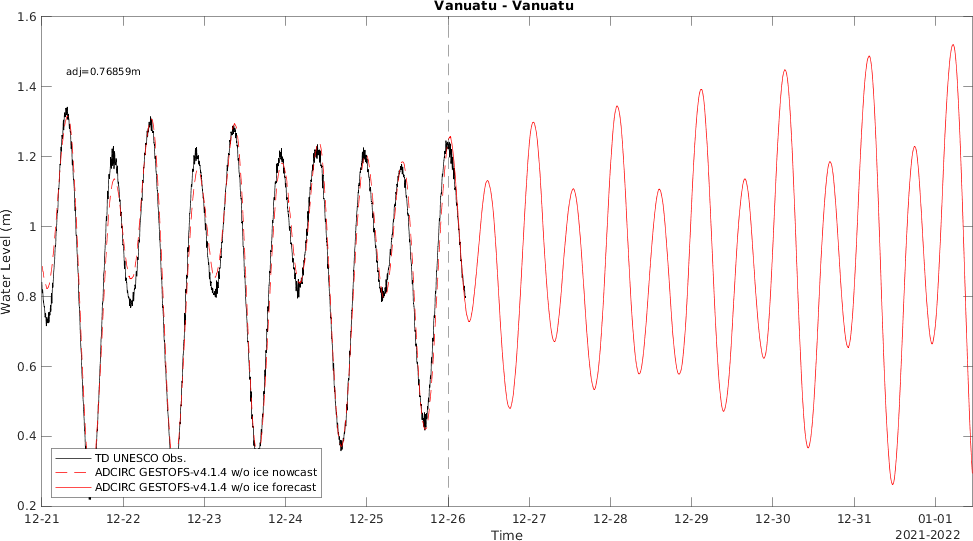 Vanuatu - Vanuatu
1.6
1.4
1.2
1
0.8
0.6
0.4
0.2
Water Level (m)
adj=0.76859m
TD UNESCO Obs.
ADCIRC GESTOFS-v4.1.4 w/o ice nowcast
ADCIRC GESTOFS-v4.1.4 w/o ice forecast
12-21 12-22 12-23 12-24 12-25 12-26 12-27 12-28 12-29 12-30 12-31 01-01
Time
2021-2022